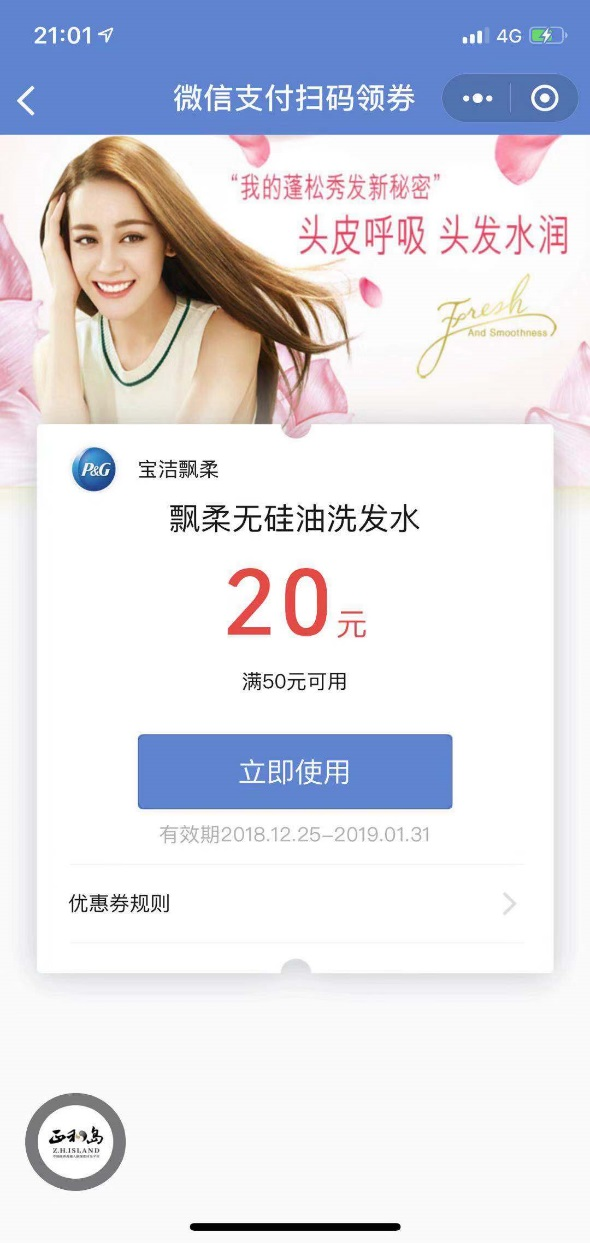 21:01
4G
微信支付扫码领券
“我的蓬松秀发新秘密”
头皮呼吸 头发水润
Fresh
And Smoothness
P&G
宝洁飘柔
飘柔无硅油洗发水
20元
满50元可用
立即使用
有效期2018.12.25-2019.01.31
优惠券规则
正和岛
Z.H.ISLAND